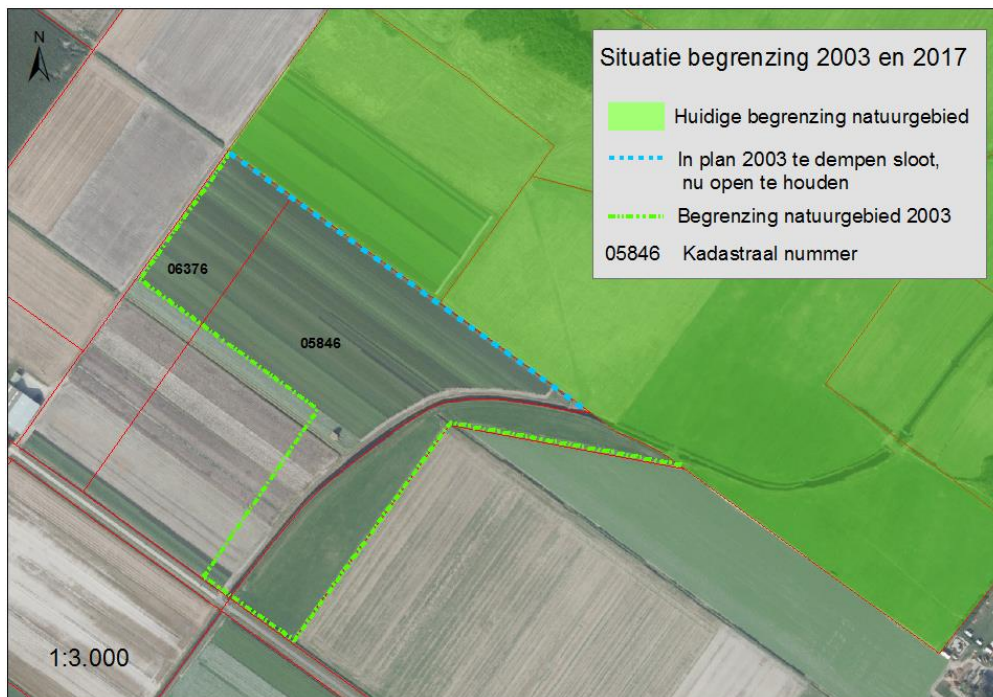 N
Situatie begrenzing 2003 en 2017
Huidige begrenzing natuurgebied
In plan 2003 te dempen sloot,
nu open te houden
Begrenzing natuurgebied 2003
05846 Kadastraal nummer
06376
05846
1:3.000